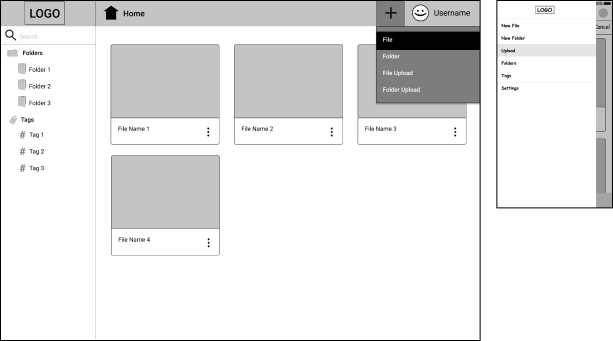 LOGO
Home
Username
Search
Folders
Folder 1
Folder 2
Folder 3
Tags
# Tag 1
# Tag 2
# Tag 3
File
Folder
File Upload
Folder Upload
File Name 1
File Name 2
File Name 3
File Name 4
LOGO
New File
New Folder
Upload
Folders
Tags
Settings